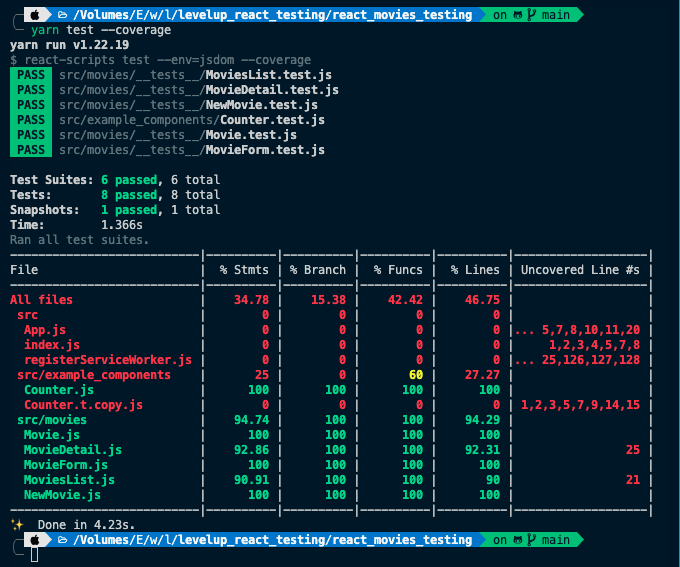 /Volumes/E/w/l/levelup_react_testing/react_movies_testing on main
yarn test --coverage
yarn run v1.22.19
$ react-scripts test --env=jsdom --coverage
PASS src/movies/__tests__/MoviesList.test.js
PASS src/movies/__tests__/MovieDetail.test.js
PASS src/movies/__tests__/NewMovie.test.js
PASS src/example_components/Counter.test.js
PASS src/movies/__tests__/Movie.test.js
PASS src/movies/__tests__/MovieForm.test.js
Test Suites: 6 passed, 6 total
Tests: 8 passed, 8 total
Snapshots: 1 passed, 1 total
Time: 1.366s
Ran all test suites.
File | % Stmts | % Branch | % Funcs | % Lines | Uncovered Line #s |
All files | 34.78 | 15.38 | 42.42 | 46.75 | |
src | 0 | 0 | 0 | 0 | |
App.js | 0 | 0 | 0 | 0 |... 5,7,8,10,11,20 |
index.js | 0 | 0 | 0 | 0 | 1,2,3,4,5,7,8 |
registerServiceWorker.js | 0 | 0 | 0 | 0 |... 25,126,127,128 |
src/example_components | 25 | 0 | 60 | 27.27 | |
Counter.js | 100 | 100 | 100 | 100 | |
Counter.t.copy.js | 0 | 0 | 0 | 0 | 1,2,3,5,7,9,14,15 |
src/movies | 94.74 | 100 | 100 | 94.29 | |
Movie.js | 100 | 100 | 100 | 100 | |
MovieDetail.js | 92.86 | 100 | 100 | 92.31 | 25 |
MovieForm.js | 100 | 100 | 100 | 100 | |
MoviesList.js | 90.91 | 100 | 100 | 90 | 21 |
NewMovie.js | 100 | 100 | 100 | 100 | |
✨ Done in 4.23s.
/Volumes/E/w/l/levelup_react_testing/react_movies_testing on main